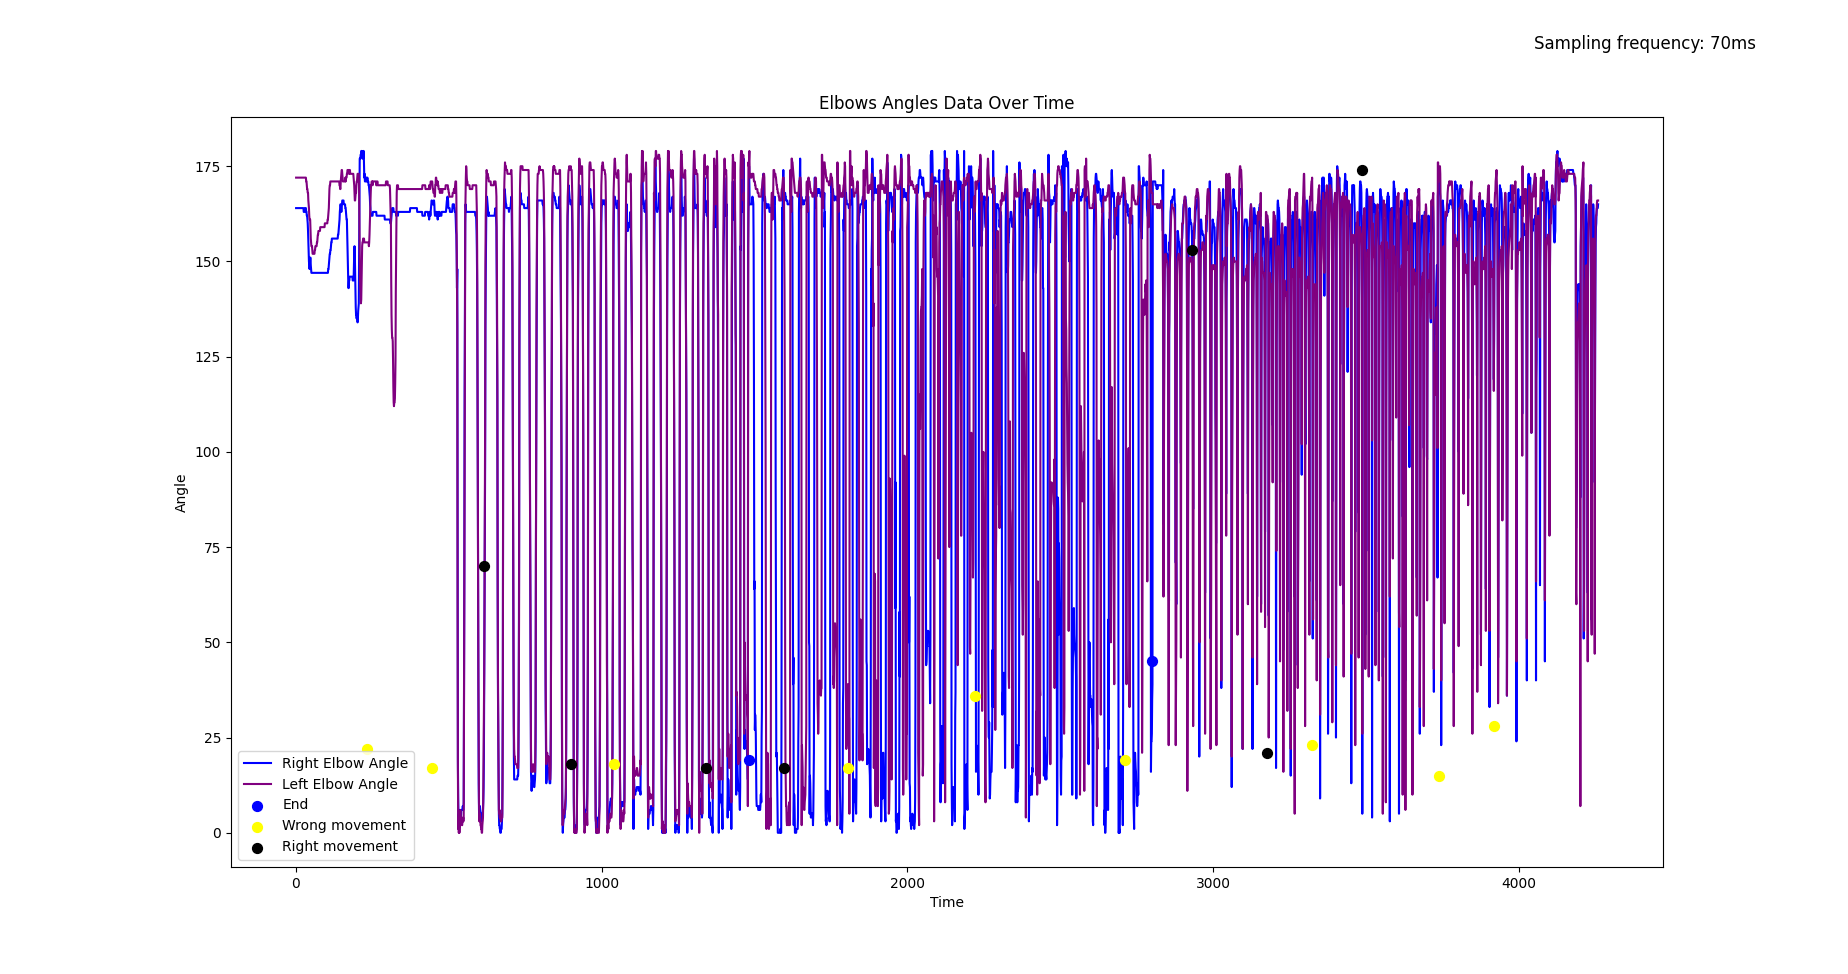 Sampling frequency: 70ms
Elbows Angles Data Over Time
Angle
175
150
125
100
75
50
25
0
Right Elbow Angle
Left Elbow Angle
End
Wrong movement
Right movement
0 1000 2000 3000 4000
Time